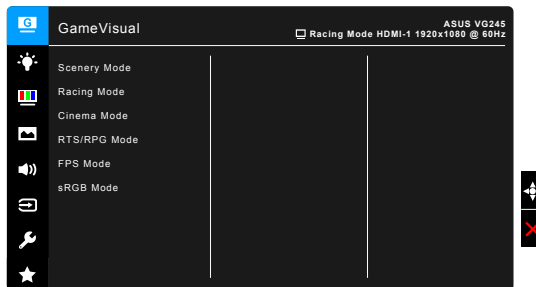 G
GameVisual
ASUS VG245
Racing Mode HDMI-1 1920x1080 @ 60Hz
Scenery Mode
Racing Mode
Cinema Mode
RTS/RPG Mode
FPS Mode
sRGB Mode